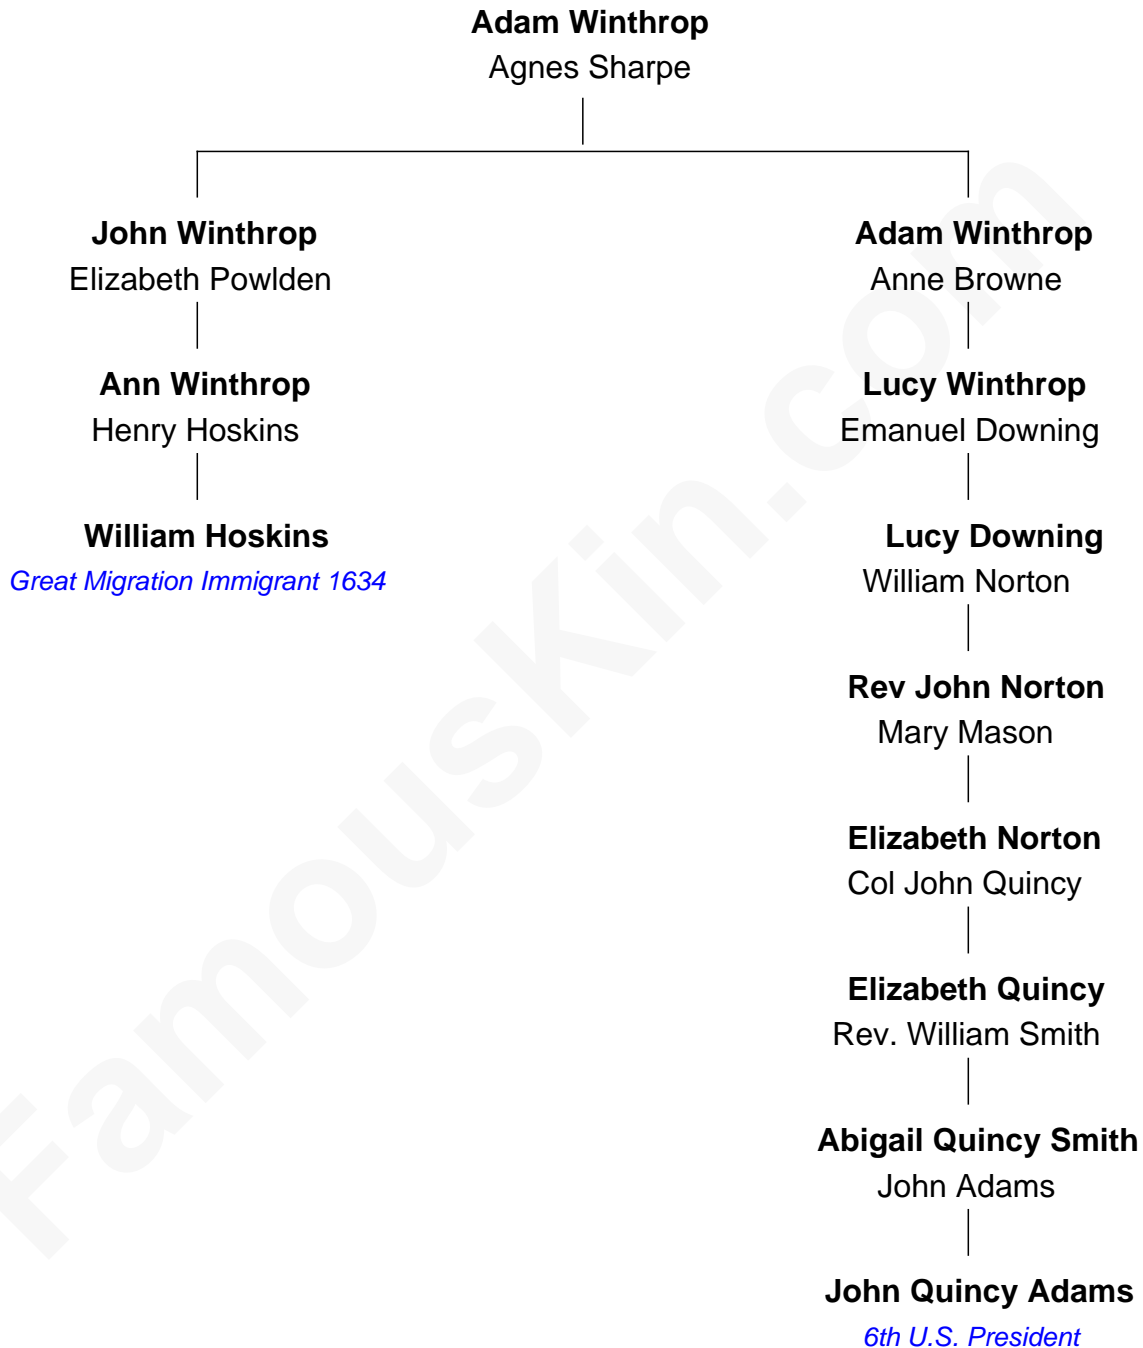 Adam Winthrop
Agnes Sharpe
John Winthrop
Elizabeth Powlden
Ann Winthrop
Henry Hoskins
William Hoskins
Great Migration Immigrant 1634
Adam Winthrop
Anne Browne
Lucy Winthrop
Emanuel Downing
Lucy Downing
William Norton
Rev John Norton
Mary Mason
Elizabeth Norton
Col John Quincy
Elizabeth Quincy
Rev. William Smith
Abigail Quincy Smith
John Adams
John Quincy Adams
6th U.S. President
FamousKin.com